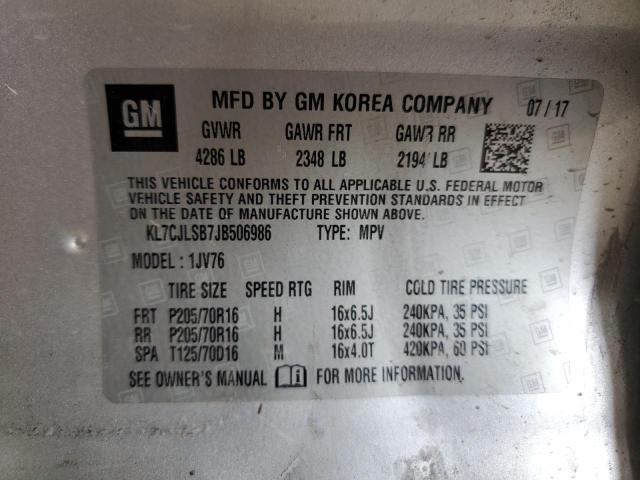 GM
MFD BY GM KOREA COMPANY 07/17
GVWR GAWR FRT GAWR RR
4286 LB 2348 LB 2194 LB
THIS VEHICLE CONFORMS TO ALL APPLICABLE U.S. FEDERAL MOTOR
VEHICLE SAFETY AND THEFT PREVENTION STANDARDS IN EFFECT
ON THE DATE OF MANUFACTURE SHOWN ABOVE.
KL7CJLSB7JB506986 TYPE: MPV
MODEL: 1JV76
TIRE SIZE SPEED RTG RIM COLD TIRE PRESSURE
FRT P205/70R16 H 16x6.5J 240KPA, 35 PSI
RR P205/70R16 H 16x6.5J 240KPA, 35 PSI
SPA T125/70D16 M 16x4.0T 420KPA, 60 PSI
SEE OWNER'S MANUAL FOR MORE INFORMATION.